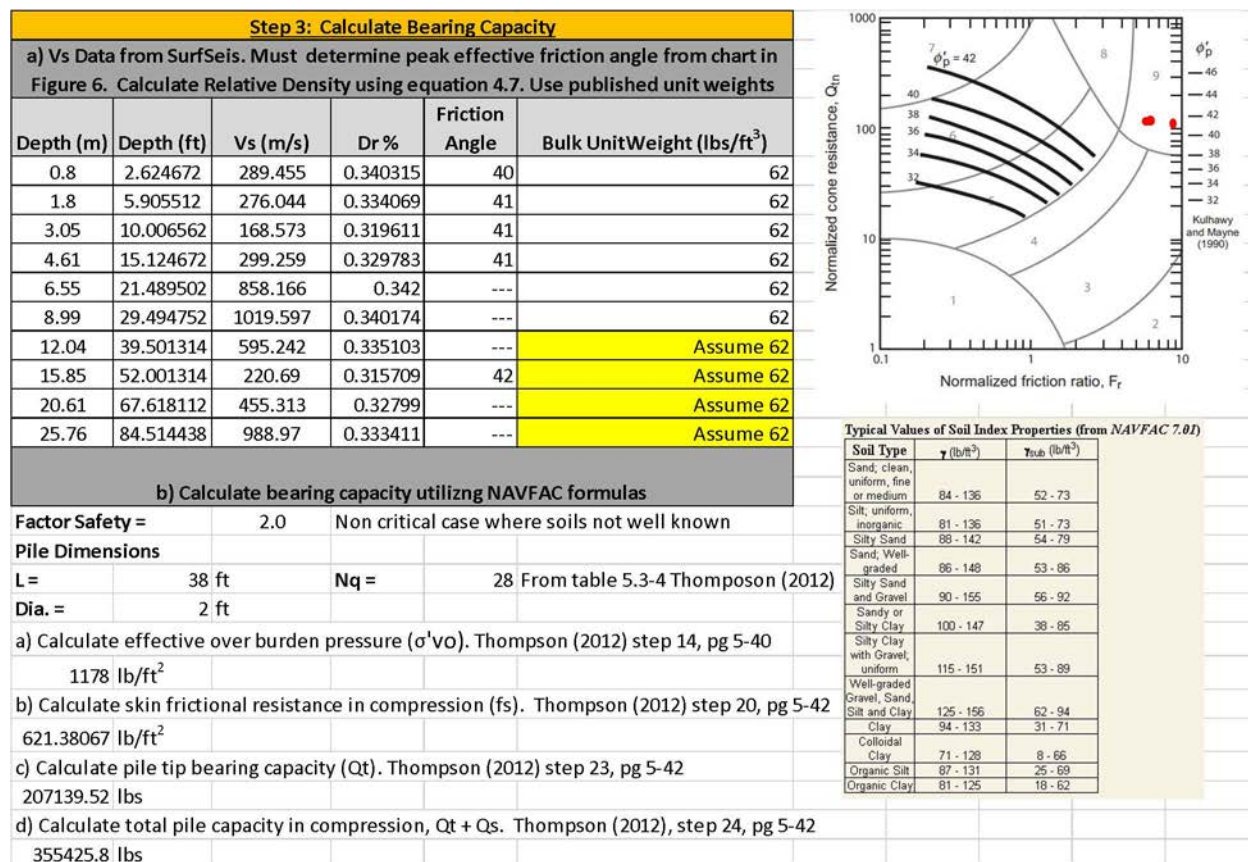 Step 3: Calculate Bearing Capacity
a) Vs Data from SurfSeis. Must determine peak effective friction angle from chart in
Figure 6. Calculate Relative Density using equation 4.7. Use published unit weights
Depth (m) Depth (ft) Vs (m/s) Dr % Friction Angle Bulk UnitWeight (lbs/ft³)
0.8 2.624672 289.455 0.340315 40 62
1.8 5.905512 276.044 0.334069 41 62
3.05 10.006562 168.573 0.319611 41 62
4.61 15.124672 299.259 0.329783 41 62
6.55 21.489502 858.166 0.342 --- 62
8.99 29.494752 1019.597 0.340174 --- 62
12.04 39.501314 595.242 0.335103 --- Assume 62
15.85 52.001314 220.69 0.315709 42 Assume 62
20.61 67.618112 455.313 0.32799 --- Assume 62
25.76 84.514438 988.97 0.333411 --- Assume 62
b) Calculate bearing capacity utilizng NAVFAC formulas
Factor Safety = 2.0 Non critical case where soils not well known
Pile Dimensions
L= 38 ft Nq = 28 From table 5.3-4 Thomposon (2012)
Dia. = 2 ft
a) Calculate effective over burden pressure (σ'vo). Thompson (2012) step 14, pg 5-40
1178 lb/ft²
b) Calculate skin frictional resistance in compression (fs). Thompson (2012) step 20, pg 5-42
621.38067 lb/ft²
c) Calculate pile tip bearing capacity (Qt). Thompson (2012) step 23, pg 5-42
207139.52 lbs
d) Calculate total pile capacity in compression, Qt + Qs. Thompson (2012), step 24, pg 5-42
355425.8 lbs
Normalized cone resistance, Qtn
1000
100
10
1
7
ϕ'p = 42
40
38
36
34
32
6
5
8
9
4
3
1
2
ϕ'p
46
44
42
40
38
36
34
32
Kulhawy
and Mayne
(1990)
0.1 1 10
Normalized friction ratio, Fr
Typical Values of Soil Index Properties (from NAVFAC 7.01)
Soil Type γ (lb/ft³) γsub (lb/ft³)
Sand; clean,
uniform, fine
or medium 84 - 136 52 - 73
Silt; uniform,
inorganic 81 - 136 51 - 73
Silty Sand 88 - 142 54 - 79
Sand; Well-
graded 86 - 148 53 - 86
Silty Sand
and Gravel 90 - 155 56 - 92
Sandy or
Silty Clay 100 - 147 38 - 85
Silty Clay
with Gravel;
uniform 115 - 151 53 - 89
Well-graded
Gravel, Sand,
Silt and Clay 125 - 156 62 - 94
Clay 94 - 133 31 - 71
Colloidal
Clay 71 - 128 8 - 66
Organic Silt 87 - 131 25 - 69
Organic Clay 81 - 125 18 - 62